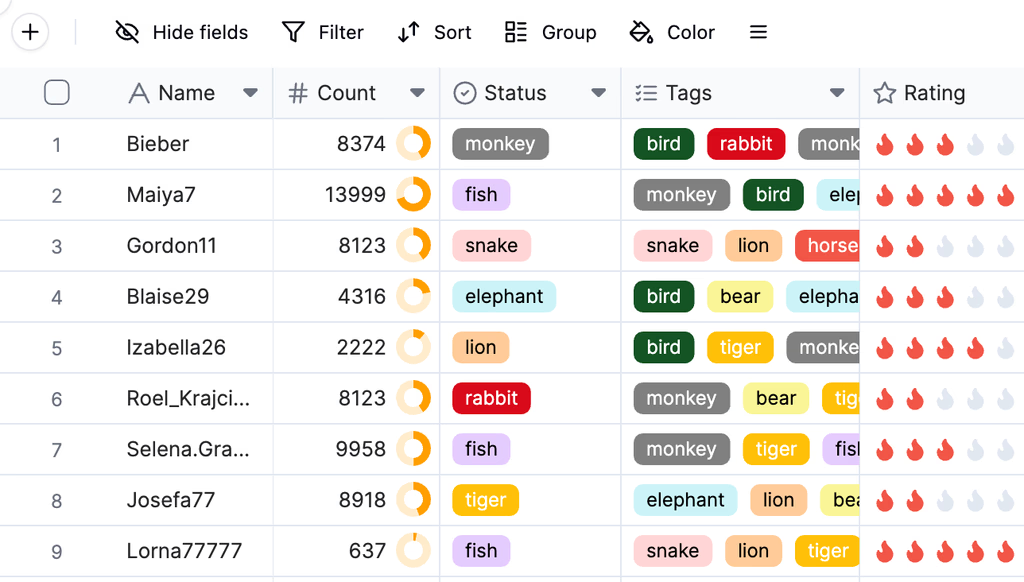 Hide fields Filter Sort Group Color
Name Count Status Tags Rating
1 Bieber 8374 monkey bird rabbit monk
2 Maiya7 13999 fish monkey bird elep
3 Gordon11 8123 snake snake lion horse
4 Blaise29 4316 elephant bird bear elepha
5 Izabella26 2222 lion bird tiger monke
6 Roel_Krajci... 8123 rabbit monkey bear tig
7 Selena.Gra... 9958 fish monkey tiger fish
8 Josefa77 8918 tiger elephant lion bea
9 Lorna77777 637 fish snake lion tiger